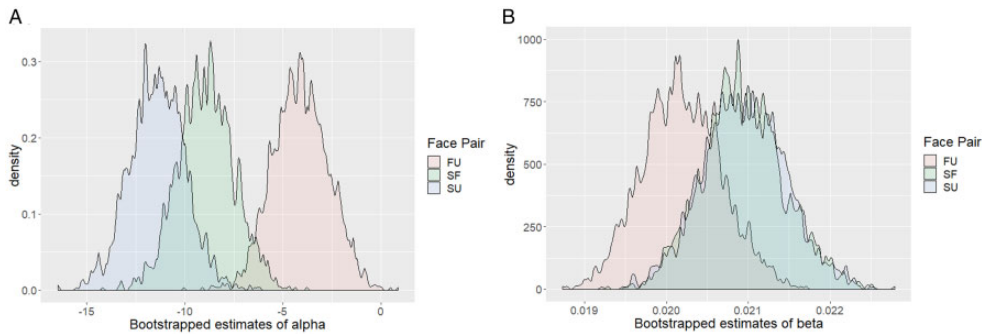 A
density
0.3
0.2
0.1
0.0
-15
-10
-5
0
Bootstrapped estimates of alpha
Face Pair
FU
SF
SU
B
density
1000
750
500
250
0
0.019
0.020
0.021
0.022
Bootstrapped estimates of beta
Face Pair
FU
SF
SU